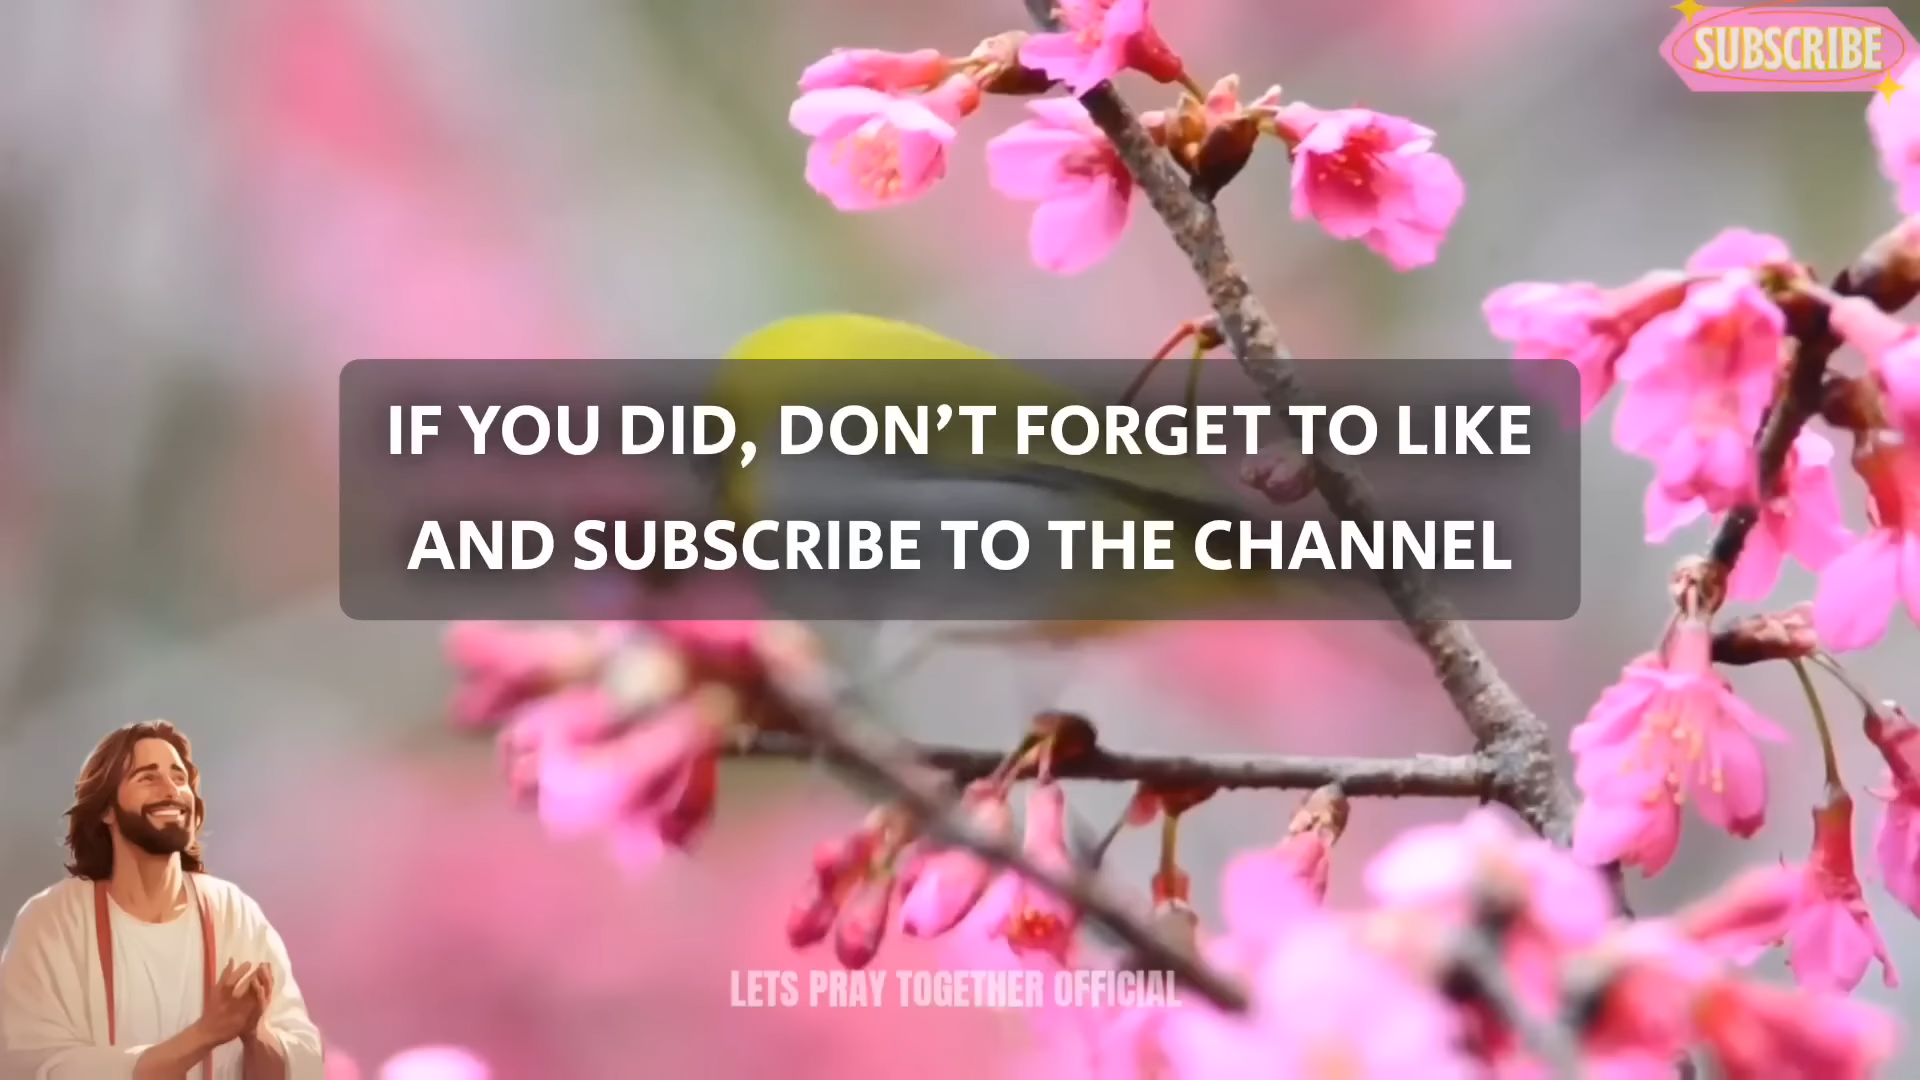 SUBSCRIBE
IF YOU DID, DON’T FORGET TO LIKE
AND SUBSCRIBE TO THE CHANNEL
LETS PRAY TOGETHER OFFICIAL